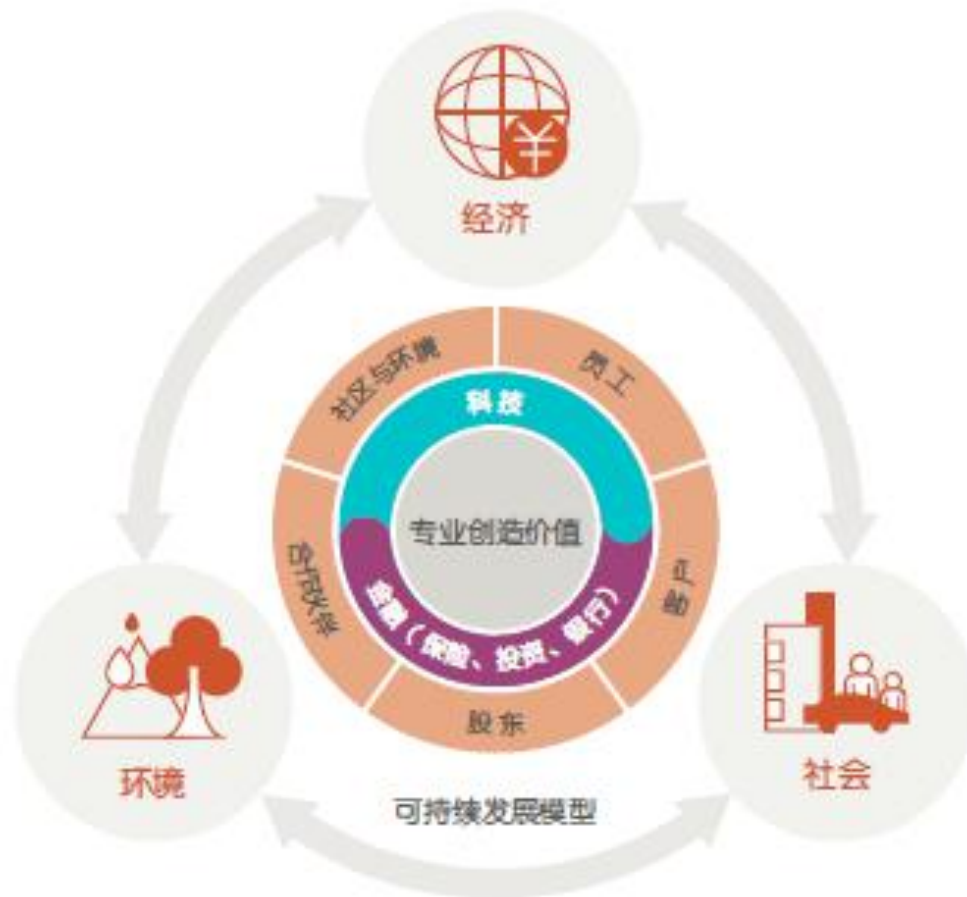 ¥
经济
社区与环境
员工
科技
专业创造价值
合作伙伴
客户
金融（保险、投资、银行）
股东
环境
社会
可持续发展模型